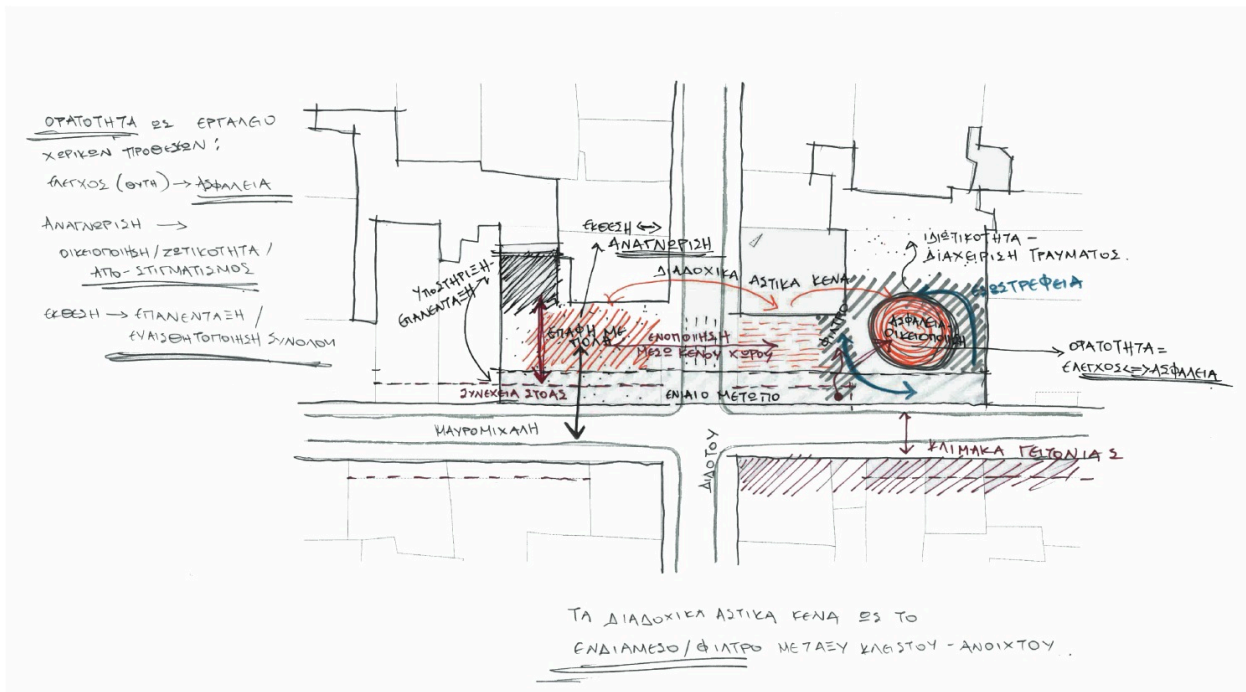 ΟΡΑΤΟΤΗΤΑ ΩΣ ΕΡΓΑΛΕΙΟ
ΧΩΡΙΚΩΝ ΠΡΟΘΕΣΕΩΝ:
ΕΛΕΓΧΟΣ (ΘΥΤΗ) → ΑΣΦΑΛΕΙΑ
ΑΝΑΓΝΩΡΙΣΗ →
ΟΙΚΕΙΟΠΟΙΗΣΗ / ΖΩΤΙΚΟΤΗΤΑ /
ΑΠΟ-ΣΤΙΓΜΑΤΙΣΜΟΣ
ΕΚΘΕΣΗ → ΕΠΑΝΕΝΤΑΞΗ /
ΕΥΑΙΣΘΗΤΟΠΟΙΗΣΗ ΣΥΝΟΛΟΥ
ΥΠΟΣΤΗΡΙΞΗ-
ΕΠΑΝΕΝΤΑΞΗ
ΕΚΘΕΣΗ ↔
ΑΝΑΓΝΩΡΙΣΗ
ΔΙΑΔΟΧΙΚΑ ΑΣΤΙΚΑ ΚΕΝΑ
ΙΔΙΩΤΙΚΟΤΗΤΑ -
ΔΙΑΧΕΙΡΙΣΗ ΤΡΑΥΜΑΤΟΣ.
ΕΣΩΣΤΡΕΦΕΙΑ
ΕΠΑΦΗ ΜΕ
ΠΟΛΗ
ΕΝΟΠΟΙΗΣΗ
ΜΕΣΩ ΚΕΝΟΥ ΧΩΡΟΥ
ΦΙΛΤΡΟ
ΑΣΦΑΛΕΙΑ
ΟΙΚΕΙΟΠΟΙΗΣΗ
ΟΡΑΤΟΤΗΤΑ =
ΕΛΕΓΧΟΣ <=> ΑΣΦΑΛΕΙΑ
ΣΥΝΕΧΕΙΑ ΣΤΟΑΣ
ΕΝΙΑΙΟ ΜΕΤΩΠΟ
ΜΑΥΡΟΜΙΧΑΛΗ
ΔΙΔΟΤΟΥ
ΚΛΙΜΑΚΑ ΓΕΙΤΟΝΙΑΣ
ΤΑ ΔΙΑΔΟΧΙΚΑ ΑΣΤΙΚΑ ΚΕΝΑ ΩΣ ΤΟ
ΕΝΔΙΑΜΕΣΟ / ΦΙΛΤΡΟ ΜΕΤΑΞΥ ΚΛΕΙΣΤΟΥ - ΑΝΟΙΧΤΟΥ..